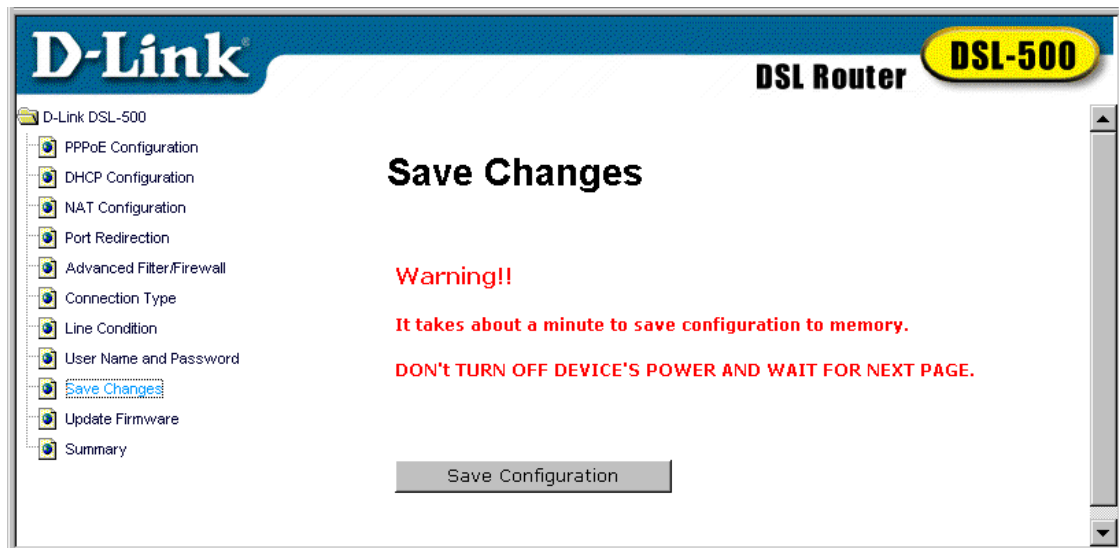 D-Link
DSL Router DSL-500
D-Link DSL-500
PPPoE Configuration
DHCP Configuration
NAT Configuration
Port Redirection
Advanced Filter/Firewall
Connection Type
Line Condition
User Name and Password
Save Changes
Update Firmware
Summary
Save Changes
Warning!!
It takes about a minute to save configuration to memory.
DON't TURN OFF DEVICE'S POWER AND WAIT FOR NEXT PAGE.
Save Configuration